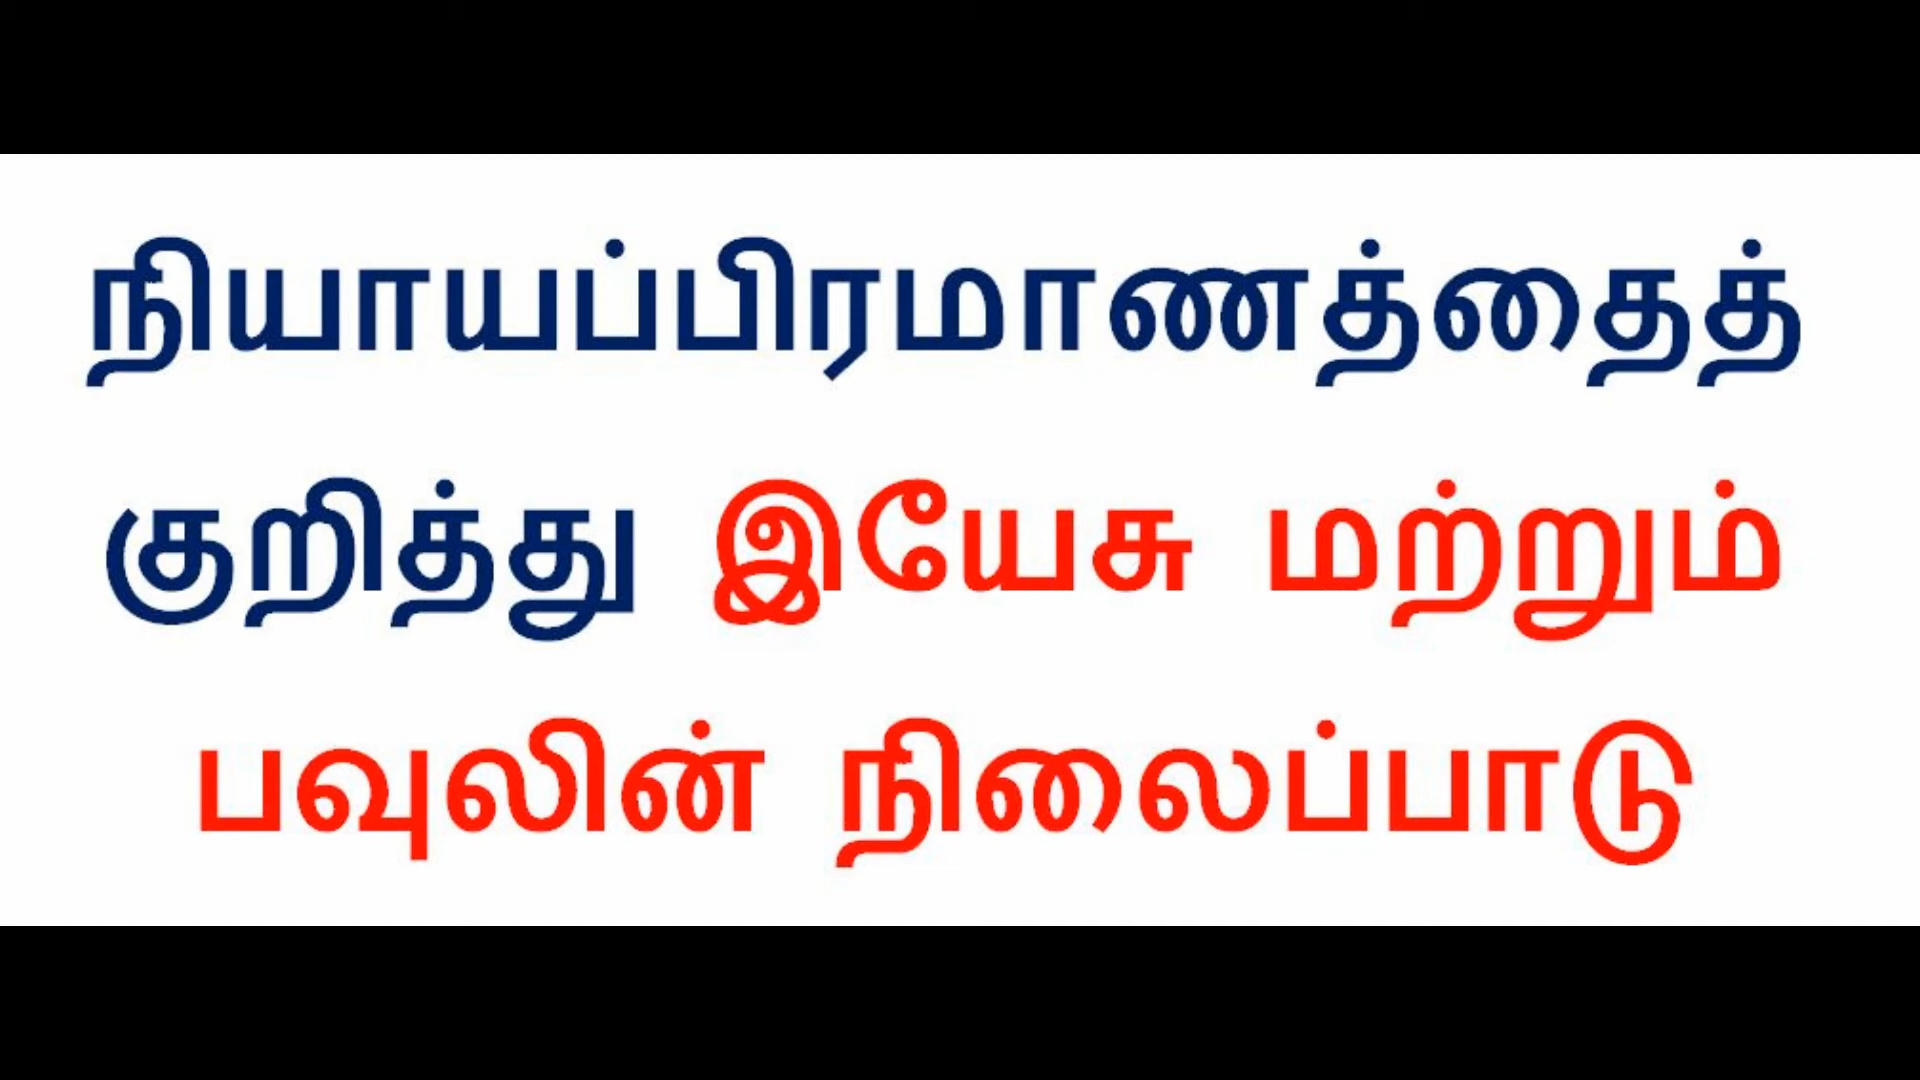 நியாயப்பிரமாணத்தைத்
குறித்து இயேசு மற்றும்
பவுலின் நிலைப்பாடு